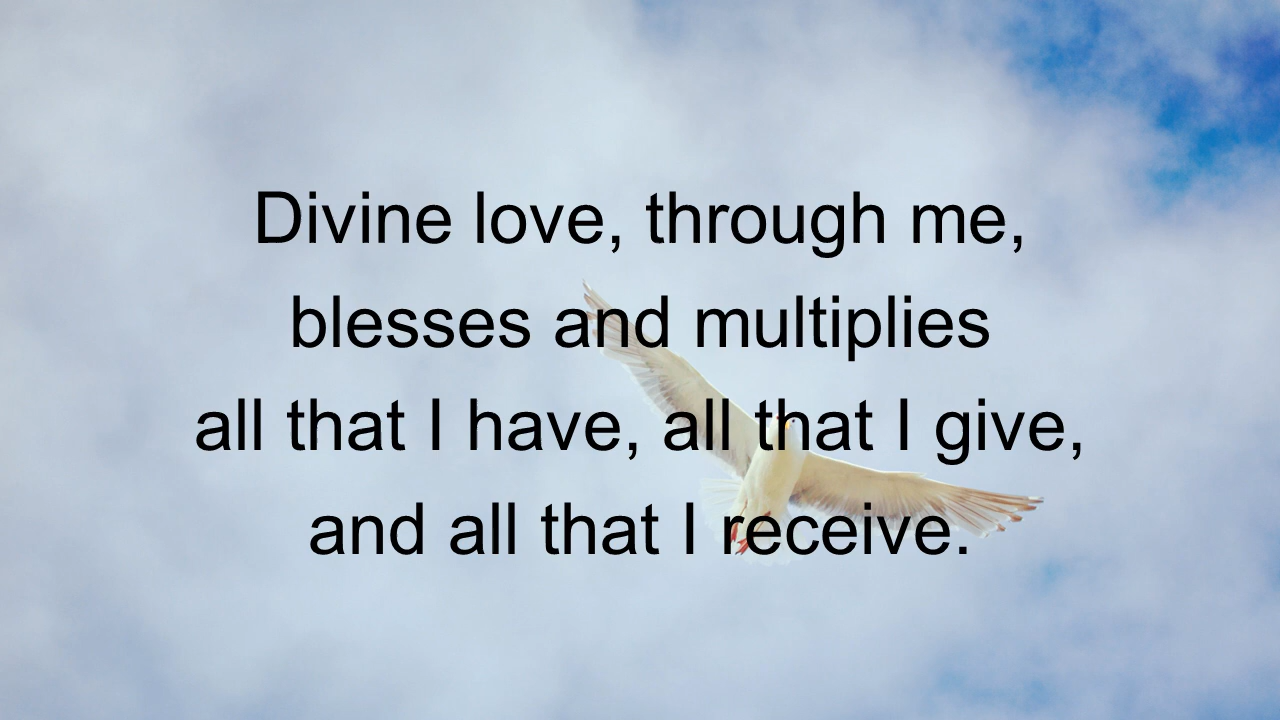 Divine love, through me,
blesses and multiplies
all that I have, all that I give,
and all that I receive.